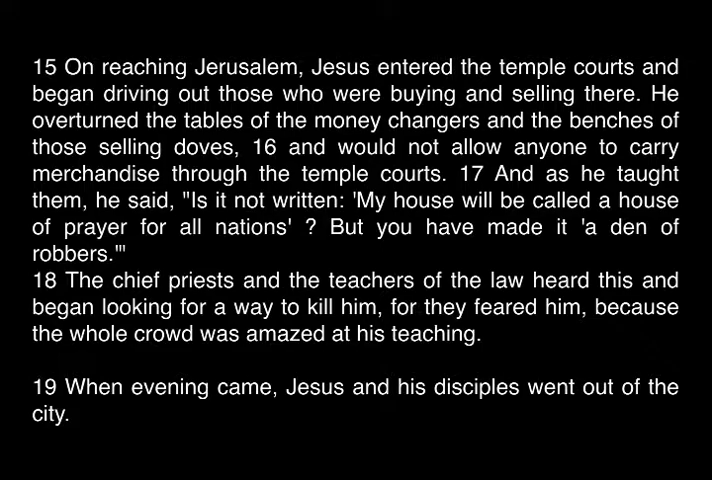 15 On reaching Jerusalem, Jesus entered the temple courts and
began driving out those who were buying and selling there. He
overturned the tables of the money changers and the benches of
those selling doves, 16 and would not allow anyone to carry
merchandise through the temple courts. 17 And as he taught
them, he said, "Is it not written: 'My house will be called a house
of prayer for all nations' ? But you have made it 'a den of
robbers.'"
18 The chief priests and the teachers of the law heard this and
began looking for a way to kill him, for they feared him, because
the whole crowd was amazed at his teaching.
19 When evening came, Jesus and his disciples went out of the
city.